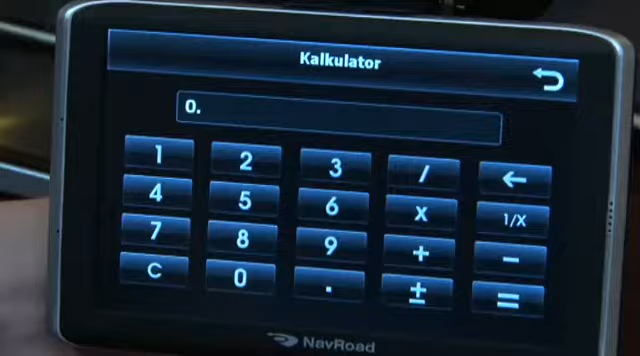 Kalkulator
0.
1 2 3 / ←
4 5 6 x 1/X
7 8 9 + −
C 0 . ± =
NavRoad